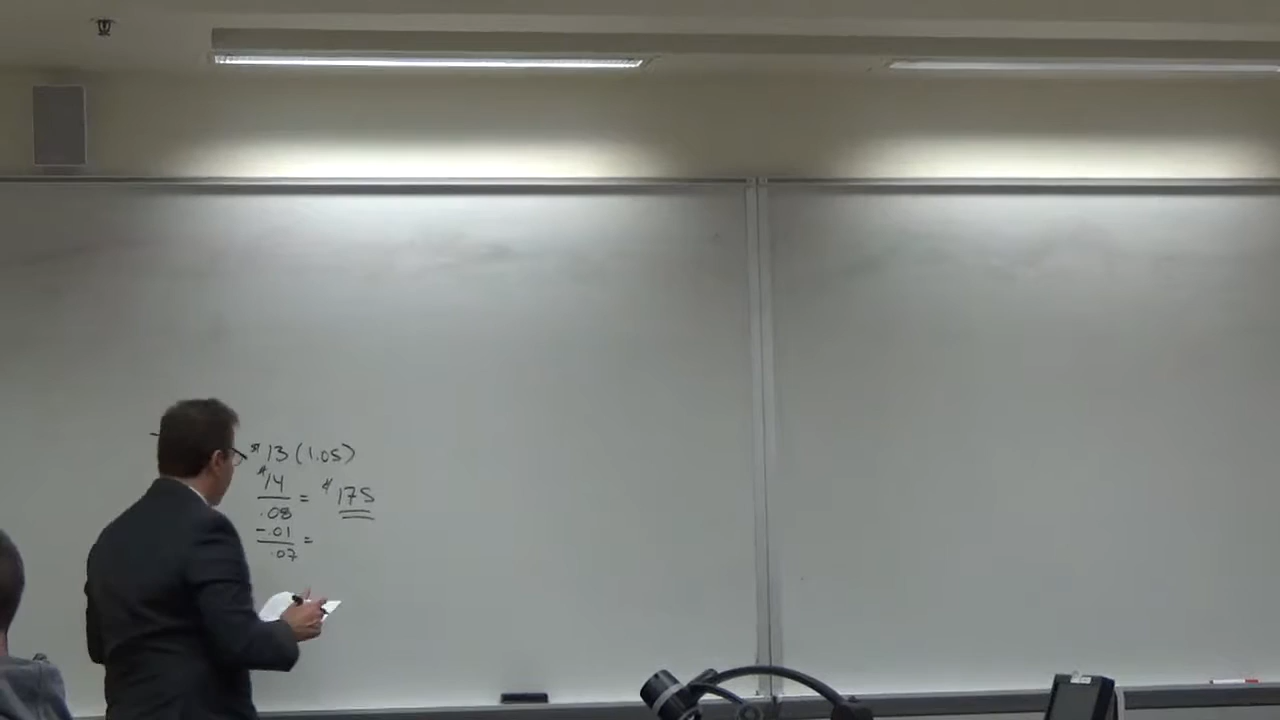 $13 (1.05)
$14
.08 = $175
-.01
.07 =